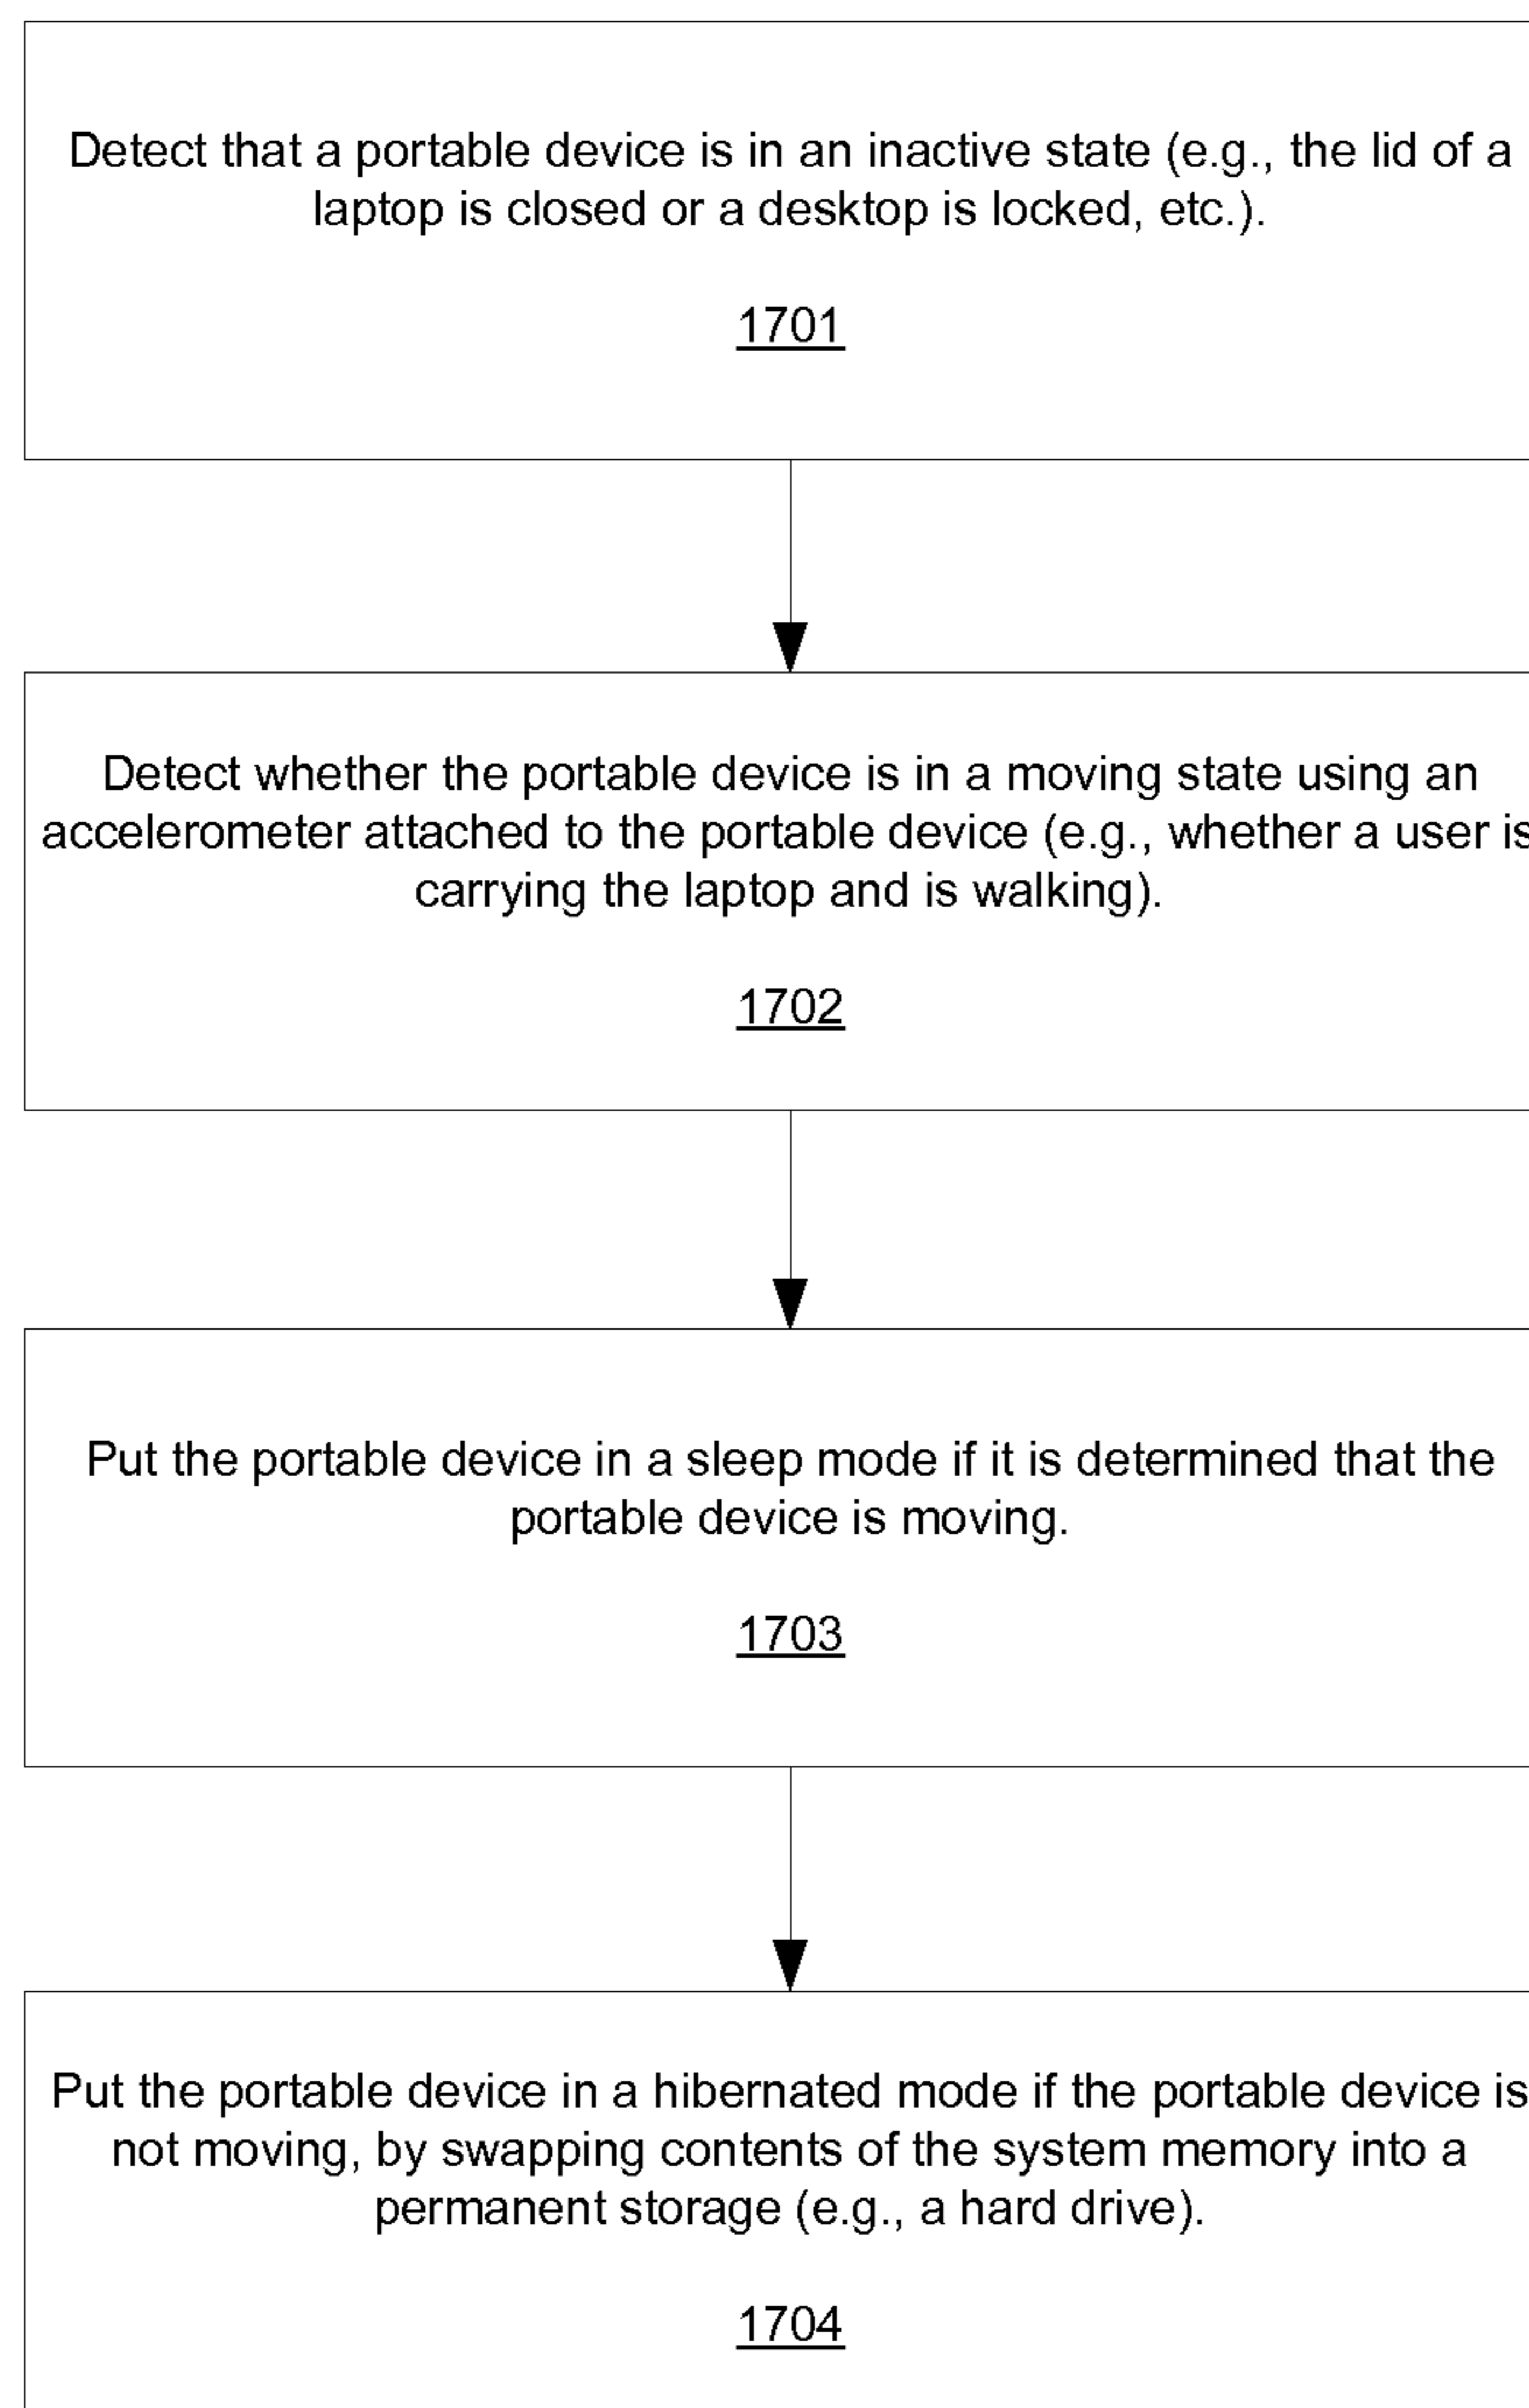 Detect that a portable device is in an inactive state (e.g., the lid of a
laptop is closed or a desktop is locked, etc.).
1701
Detect whether the portable device is in a moving state using an
accelerometer attached to the portable device (e.g., whether a user is
carrying the laptop and is walking).
1702
Put the portable device in a sleep mode if it is determined that the
portable device is moving.
1703
Put the portable device in a hibernated mode if the portable device is
not moving, by swapping contents of the system memory into a
permanent storage (e.g., a hard drive).
1704